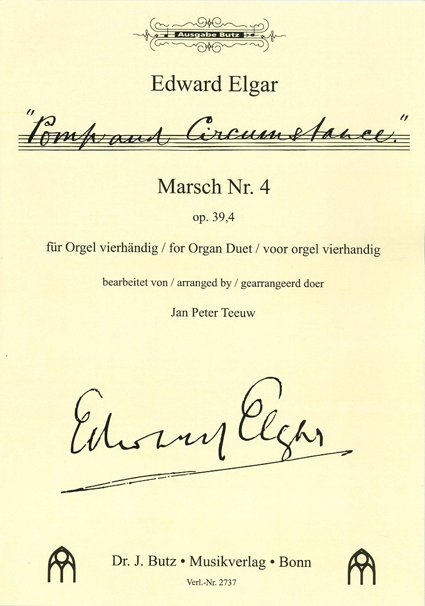 Ausgabe Butz
Edward Elgar
"Pomp and Circumstance."
Marsch Nr. 4
op. 39,4
für Orgel vierhändig / for Organ Duet / voor orgel vierhandig
bearbeitet von / arranged by / gearrangeerd doer
Jan Peter Teeuw
Edward Elgar
Dr. J. Butz • Musikverlag • Bonn
Verl.-Nr. 2737